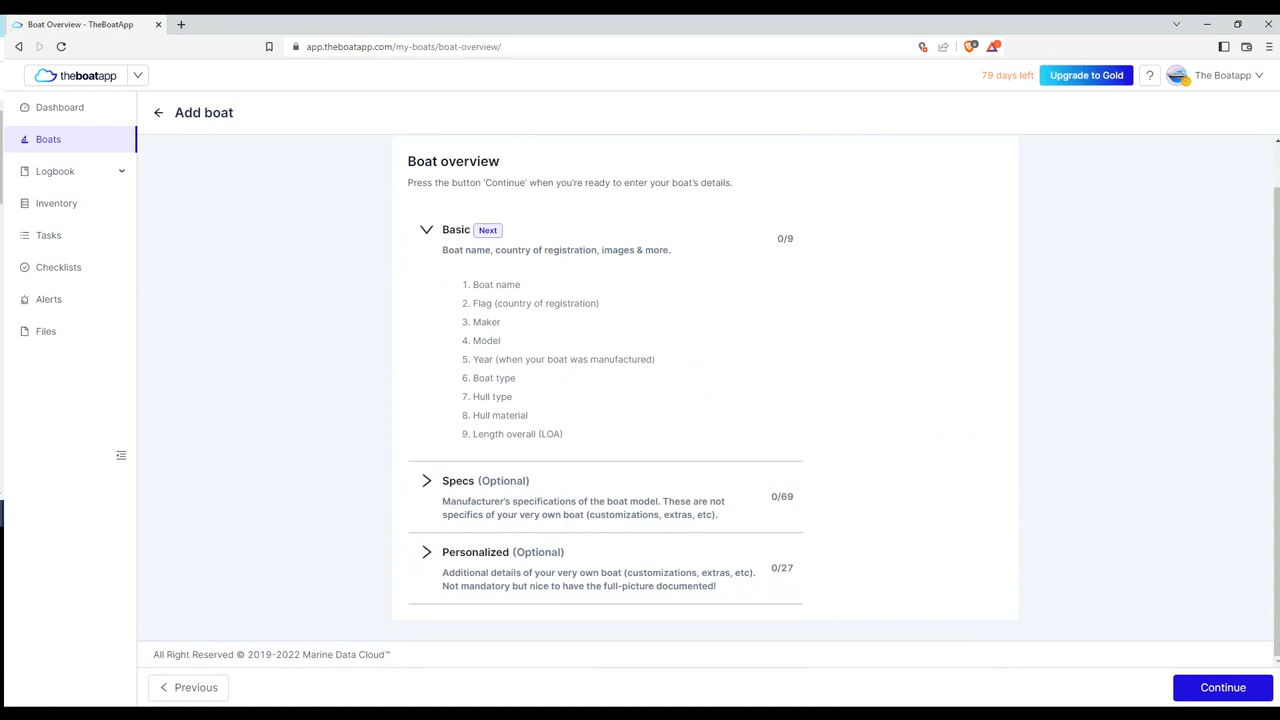 Boat Overview - TheBoatApp
app.theboatapp.com/my-boats/boat-overview/
theboatapp
79 days left
Upgrade to Gold
?
The Boatapp
Dashboard
Add boat
Boats
Logbook
Inventory
Tasks
Checklists
Alerts
Files
Boat overview
Press the button 'Continue' when you're ready to enter your boat's details.
Basic Next
0/9
Boat name, country of registration, images & more.
1. Boat name
2. Flag (country of registration)
3. Maker
4. Model
5. Year (when your boat was manufactured)
6. Boat type
7. Hull type
8. Hull material
9. Length overall (LOA)
Specs (Optional)
0/69
Manufacturer's specifications of the boat model. These are not
specifics of your very own boat (customizations, extras, etc).
Personalized (Optional)
0/27
Additional details of your very own boat (customizations, extras, etc).
Not mandatory but nice to have the full-picture documented!
All Right Reserved © 2019-2022 Marine Data Cloud™
Previous
Continue